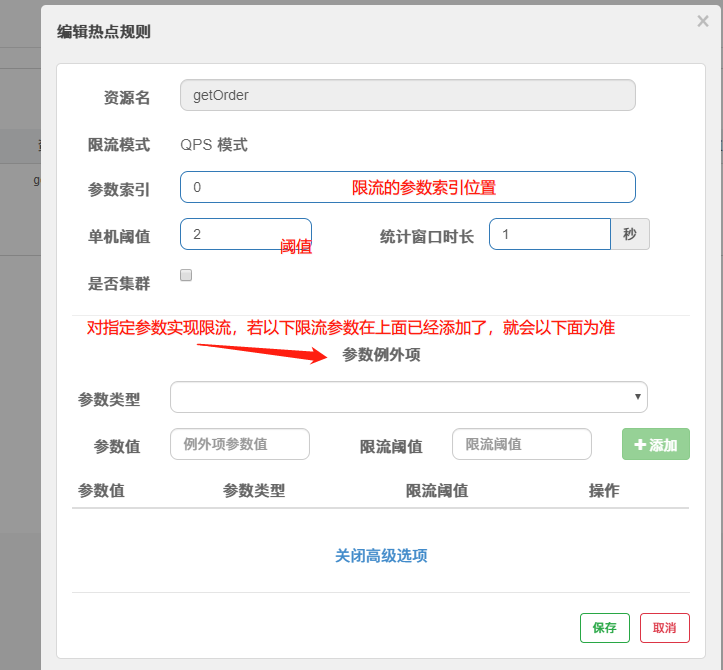 编辑热点规则 ×
资源名 getOrder
限流模式 QPS 模式
参数索引 0 限流的参数索引位置
单机阈值 2 阈值 统计窗口时长 1 秒
是否集群
对指定参数实现限流，若以下限流参数在上面已经添加了，就会以下面为准
参数例外项
参数类型
参数值 例外项参数值 限流阈值 限流阈值 添加
参数值 参数类型 限流阈值 操作
关闭高级选项
保存 取消